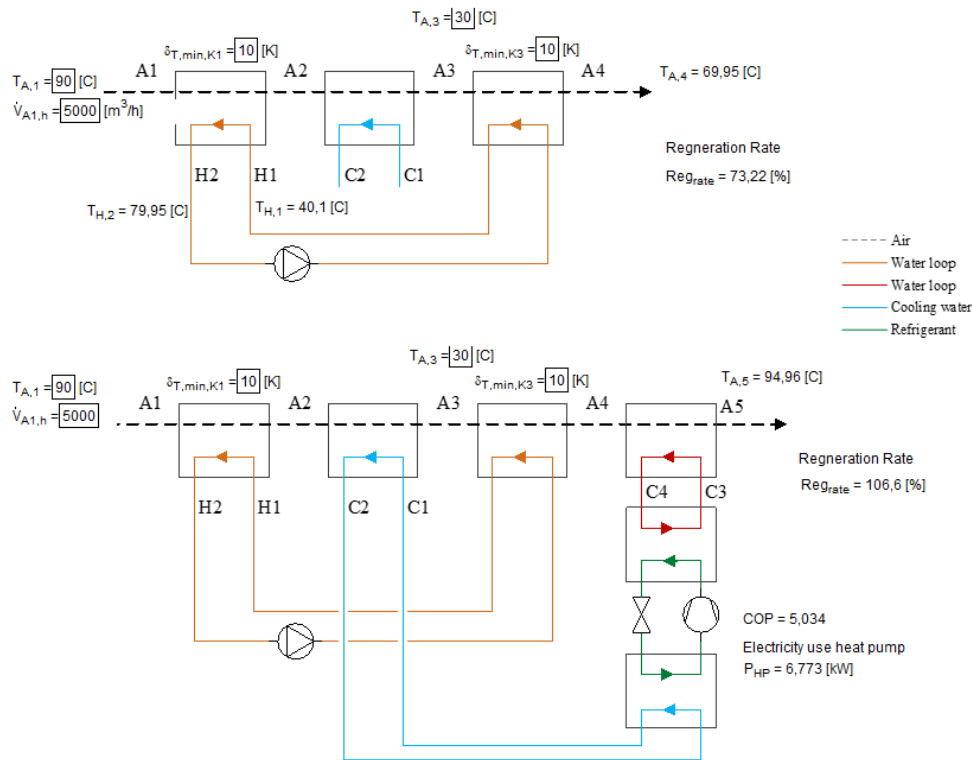 T_A,3 = 30 [C]
δ_T,min,K1 = 10 [K]
δ_T,min,K3 = 10 [K]
T_A,1 = 90 [C]
A1 A2 A3 A4
T_A,4 = 69,95 [C]
V̇_A1,h = 5000 [m³/h]
Regneration Rate
Reg_rate = 73,22 [%]
H2 H1 C2 C1
T_H,2 = 79,95 [C]
T_H,1 = 40,1 [C]
Air
Water loop
Water loop
Cooling water
Refrigerant
T_A,3 = 30 [C]
T_A,1 = 90 [C]
δ_T,min,K1 = 10 [K]
δ_T,min,K3 = 10 [K]
T_A,5 = 94,96 [C]
V̇_A1,h = 5000
A1 A2 A3 A4 A5
Regneration Rate
Reg_rate = 106,6 [%]
H2 H1 C2 C1 C4 C3
COP = 5,034
Electricity use heat pump
P_HP = 6,773 [kW]